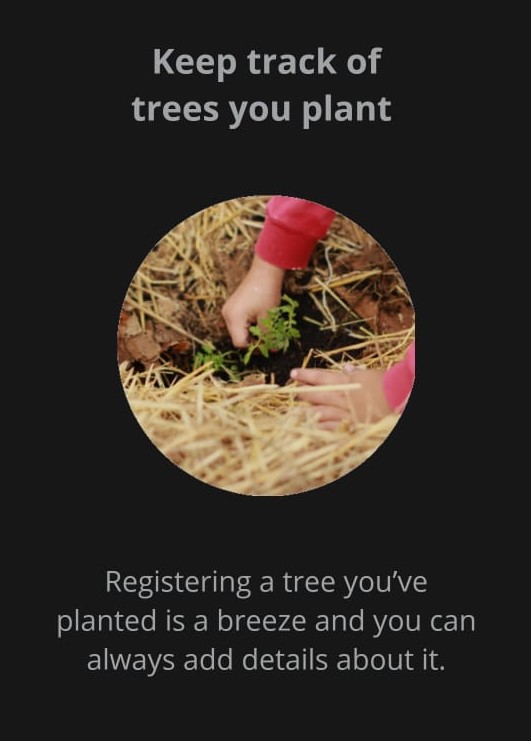 Keep track of
trees you plant
Registering a tree you’ve
planted is a breeze and you can
always add details about it.